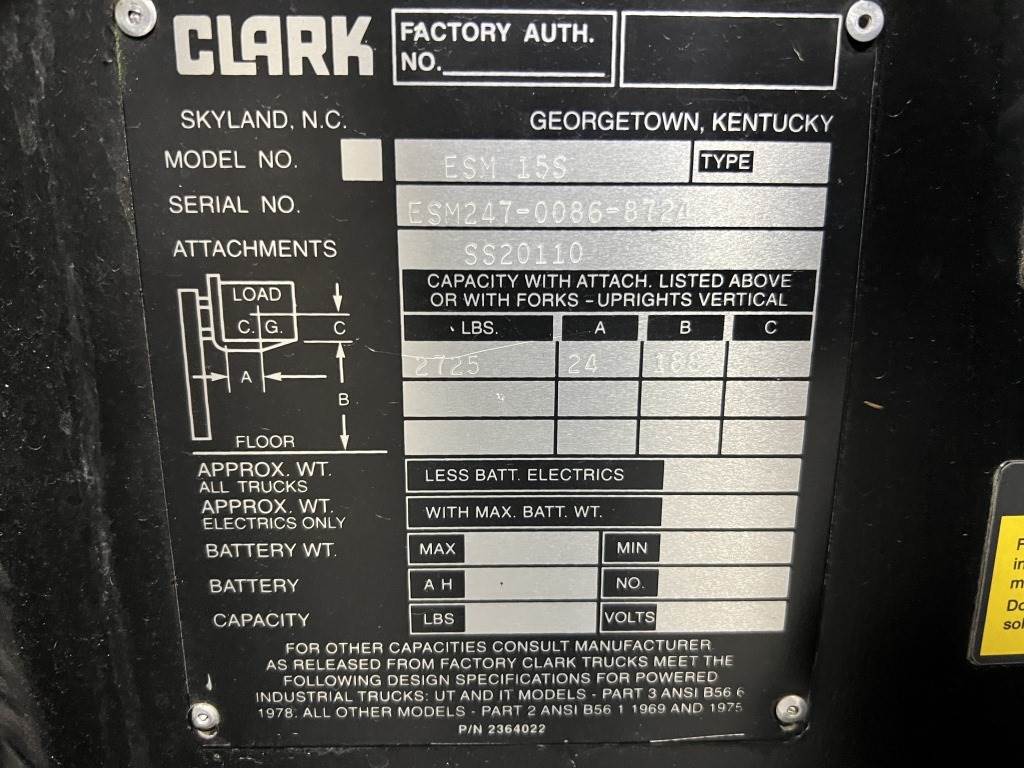 CLARK
FACTORY AUTH.
NO.
SKYLAND, N.C.
GEORGETOWN, KENTUCKY
MODEL NO. ESM 15S TYPE
SERIAL NO. ESM247-0086-8724
ATTACHMENTS SS20110
CAPACITY WITH ATTACH. LISTED ABOVE
OR WITH FORKS - UPRIGHTS VERTICAL
LOAD
C. G.
C
A
B
FLOOR
LBS. A B C
2725 24 188
APPROX. WT.
ALL TRUCKS
LESS BATT. ELECTRICS
APPROX. WT.
ELECTRICS ONLY
WITH MAX. BATT. WT.
BATTERY WT. MAX MIN
BATTERY A H NO.
CAPACITY LBS VOLTS
FOR OTHER CAPACITIES CONSULT MANUFACTURER
AS RELEASED FROM FACTORY CLARK TRUCKS MEET THE
FOLLOWING DESIGN SPECIFICATIONS FOR POWERED
INDUSTRIAL TRUCKS: UT AND IT MODELS - PART 3 ANSI B56 6
1978. ALL OTHER MODELS - PART 2 ANSI B56 1 1969 AND 1975
P/N 2364022